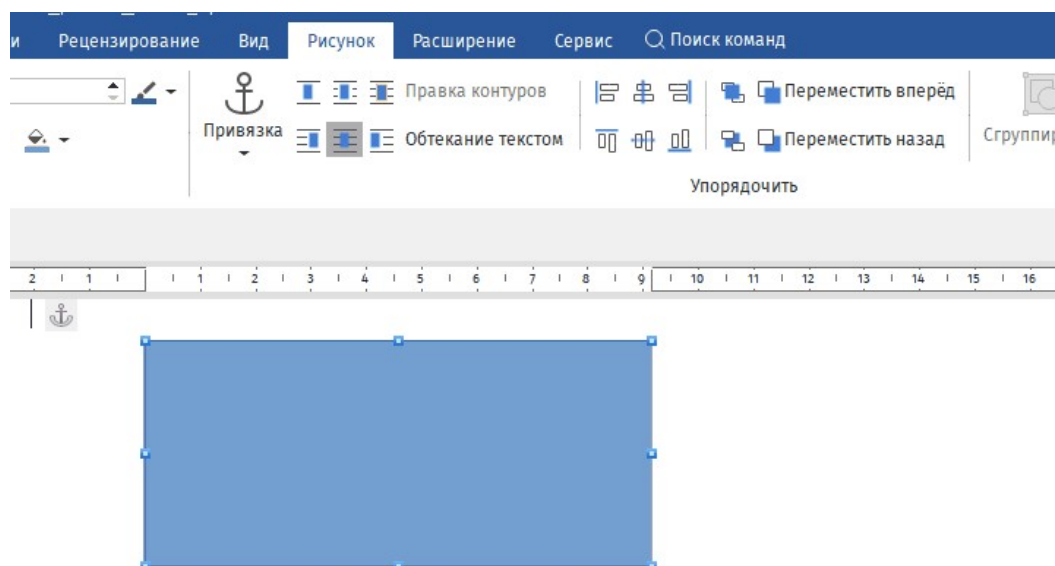 и Рецензирование Вид Рисунок Расширение Сервис Поиск команд
Правка контуров Переместить вперёд
Привязка Обтекание текстом Переместить назад Сгруппир
Упорядочить
2 1 1 2 3 4 5 6 7 8 9 10 11 12 13 14 15 16